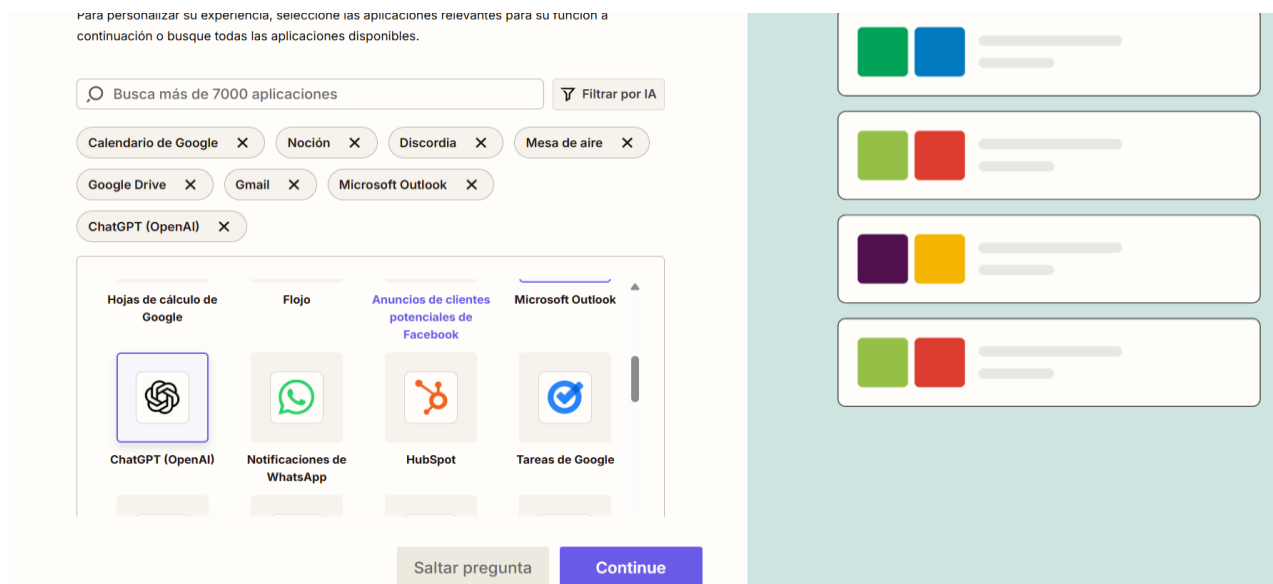 Para personalizar su experiencia, seleccione las aplicaciones relevantes para su función a
continuación o busque todas las aplicaciones disponibles.
Busca más de 7000 aplicaciones
Filtrar por IA
Calendario de Google
Noción
Discordia
Mesa de aire
Google Drive
Gmail
Microsoft Outlook
ChatGPT (OpenAI)
Hojas de cálculo de
Google
Flojo
Anuncios de clientes
potenciales de
Facebook
Microsoft Outlook
ChatGPT (OpenAI)
Notificaciones de
WhatsApp
HubSpot
Tareas de Google
Saltar pregunta
Continue